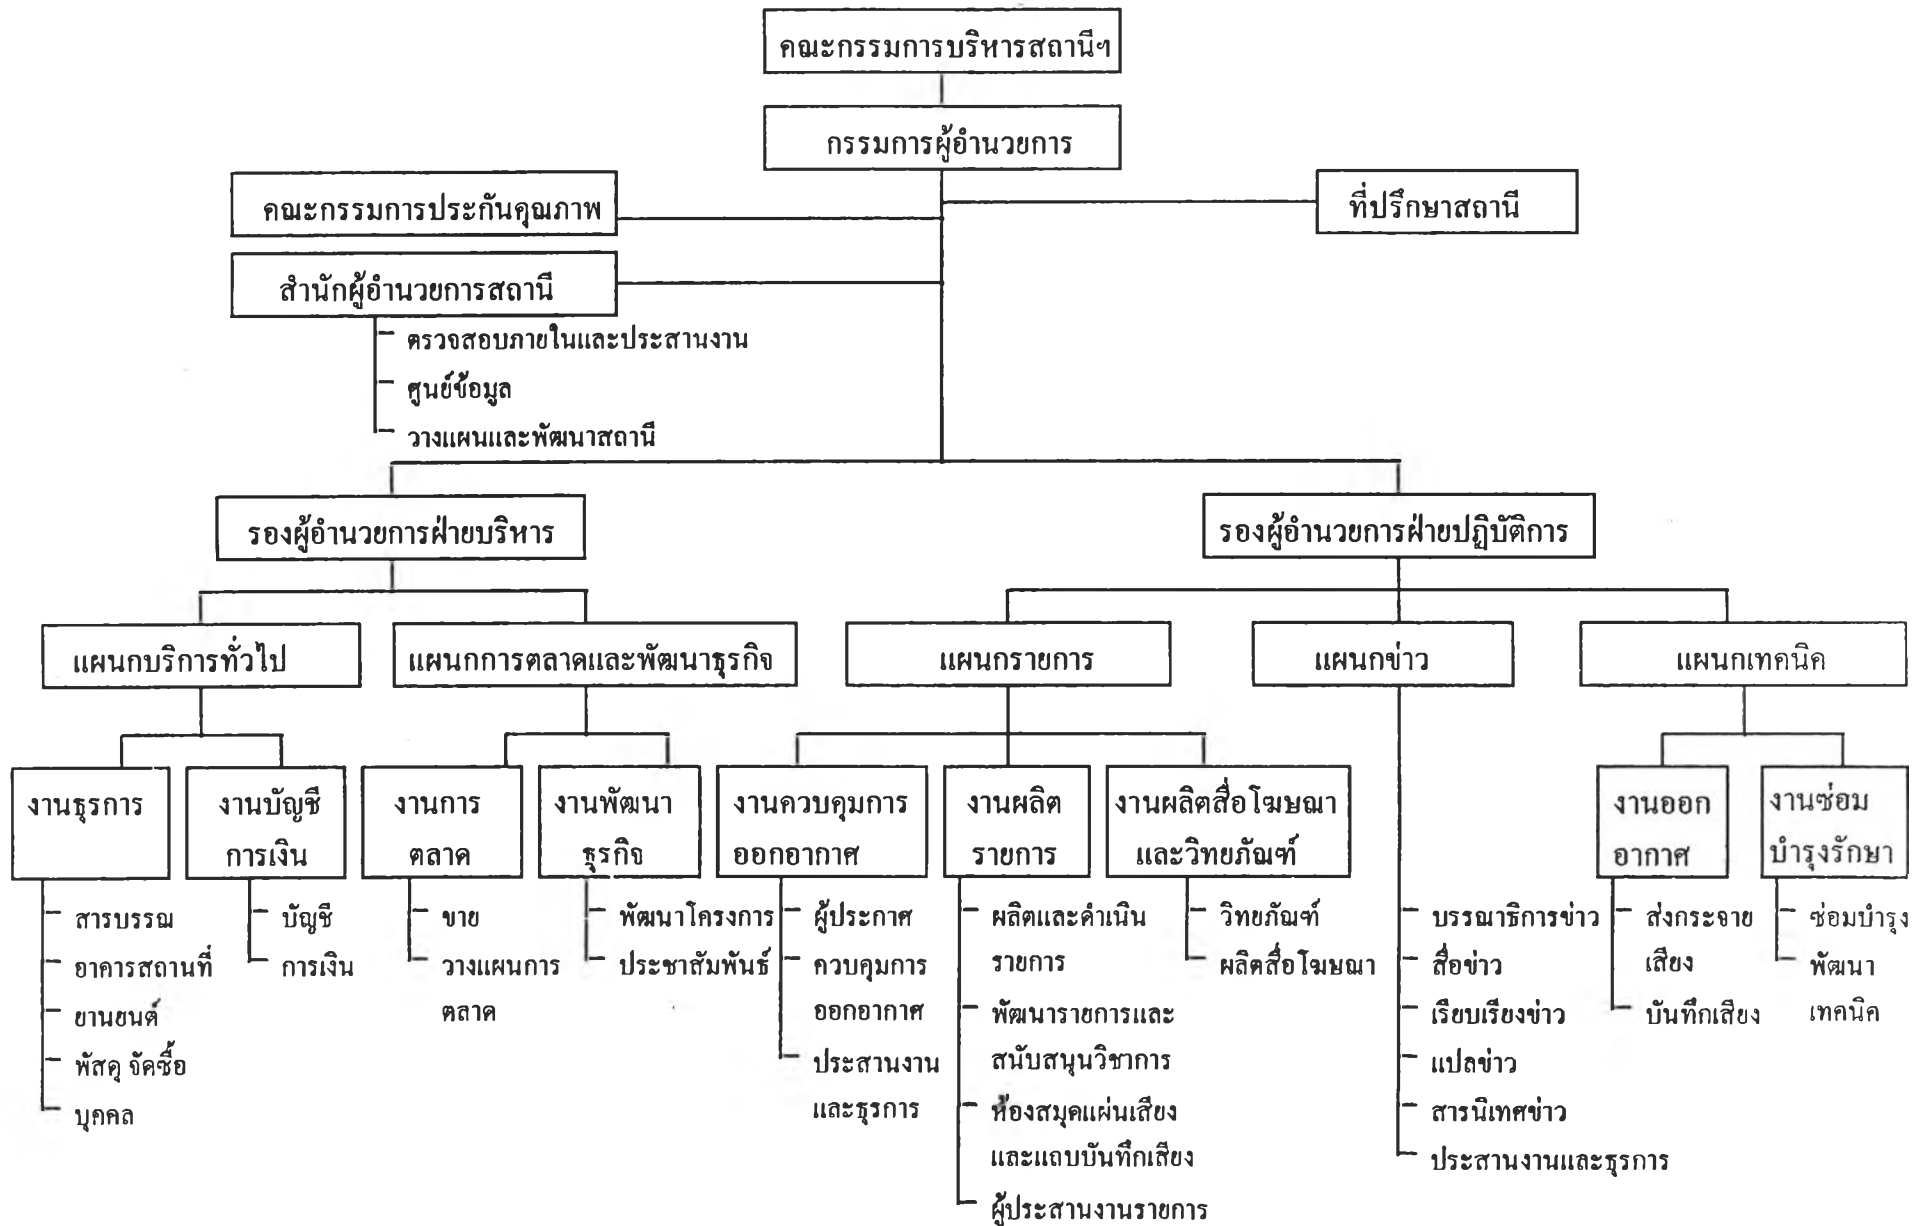 คณะกรรมการบริหารสถานีฯ
กรรมการผู้อำนวยการ
คณะกรรมการประกันคุณภาพ
ที่ปรึกษาสถานี
สำนักผู้อำนวยการสถานี
ตรวจสอบภายในและประสานงาน
ศูนย์ข้อมูล
วางแผนและพัฒนาสถานี
รองผู้อำนวยการฝ่ายบริหาร
รองผู้อำนวยการฝ่ายปฏิบัติการ
แผนกบริการทั่วไป
แผนกการตลาดและพัฒนาธุรกิจ
แผนกรายการ
แผนกข่าว
แผนกเทคนิค
งานธุรการ
สารบรรณ
อาคารสถานที่
ยานยนต์
พัสดุ จัดซื้อ
บุคคล
งานบัญชี
การเงิน
บัญชี
การเงิน
งานการ
ตลาด
ขาย
วางแผนการ
ตลาด
งานพัฒนา
ธุรกิจ
พัฒนาโครงการ
ประชาสัมพันธ์
งานควบคุมการ
ออกอากาศ
ผู้ประกาศ
ควบคุมการ
ออกอากาศ
ประสานงาน
และธุรการ
งานผลิต
รายการ
ผลิตและดำเนิน
รายการ
พัฒนารายการและ
สนับสนุนวิชาการ
ห้องสมุดแผ่นเสียง
และแถบบันทึกเสียง
ผู้ประสานงานรายการ
งานผลิตสื่อโฆษณา
และวิทยภัณฑ์
วิทยภัณฑ์
ผลิตสื่อโฆษณา
บรรณาธิการข่าว
สื่อข่าว
เรียบเรียงข่าว
แปลข่าว
สารนิเทศข่าว
ประสานงานและธุรการ
งานออก
อากาศ
ส่งกระจาย
เสียง
บันทึกเสียง
งานซ่อม
บำรุงรักษา
ซ่อมบำรุง
พัฒนา
เทคนิค